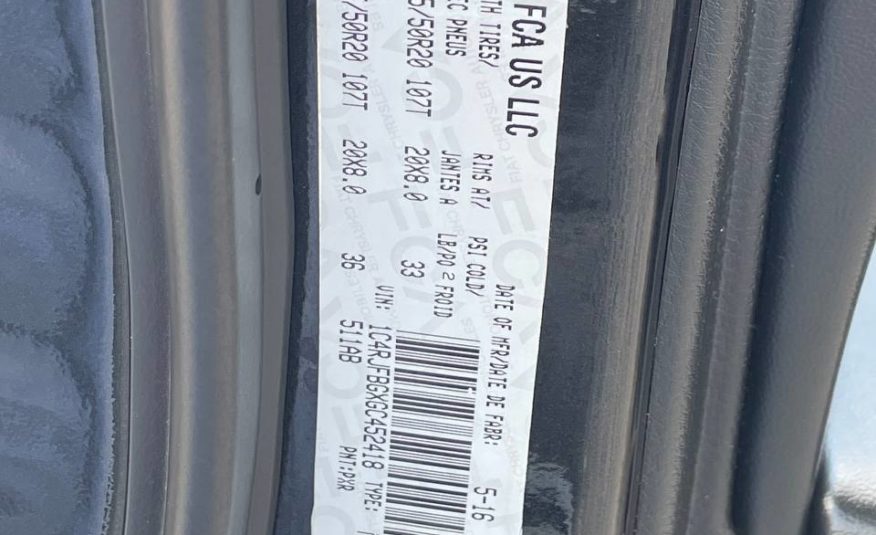 FCA US LLC
DATE OF MFR/DATE DE FABR: 5-16
TH TIRES/ RIMS AT/ PSI COLD/
EC PNEUS JANTES A LB/PO 2 FROID
5/50R20 107T 20X8.0 33
/50R20 107T 20X8.0 36
VIN: 1C4RJFBGXGC452418 TYPE:
511AB PNT:PXR